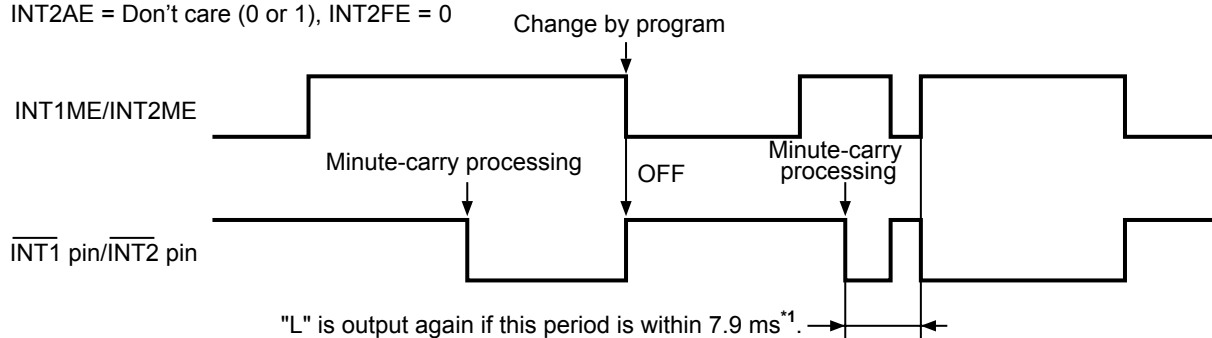 INT2AE = Don't care (0 or 1), INT2FE = 0
Change by program
INT1ME/INT2ME
Minute-carry processing
OFF
Minute-carry
processing
INT1 pin/INT2 pin
"L" is output again if this period is within 7.9 ms*1.